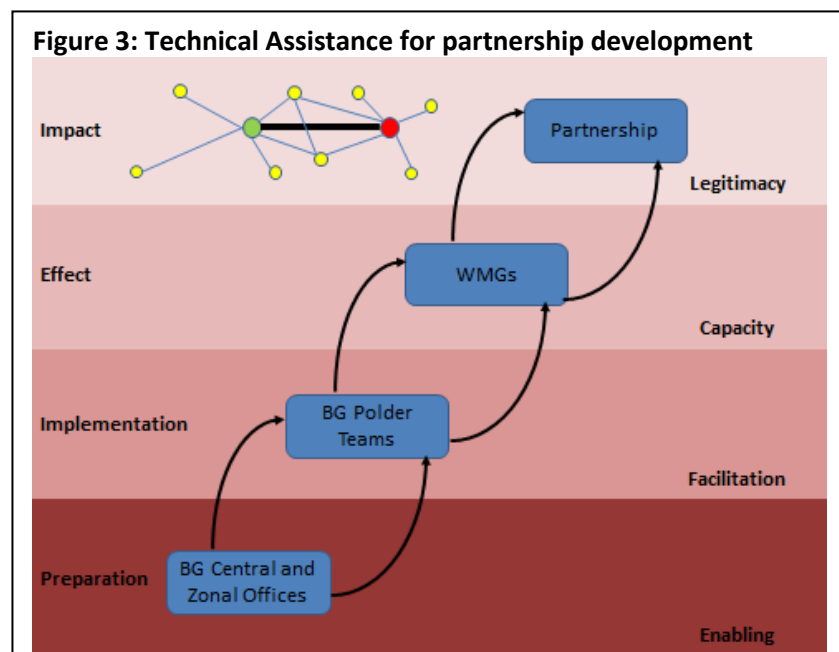 Figure 3: Technical Assistance for partnership development
Impact
Partnership
Legitimacy
Effect
WMGs
Capacity
Implementation
BG Polder
Teams
Facilitation
Preparation
BG Central and
Zonal Offices
Enabling